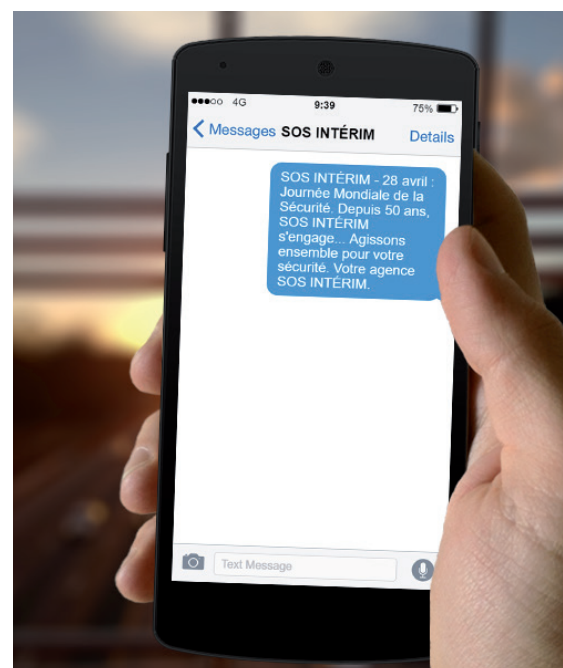 ●●●○○ 4G 9:39 75%
Messages SOS INTÉRIM Details
SOS INTÉRIM - 28 avril :
Journée Mondiale de la
Sécurité. Depuis 50 ans,
SOS INTÉRIM
s'engage... Agissons
ensemble pour votre
sécurité. Votre agence
SOS INTÉRIM.
Text Message